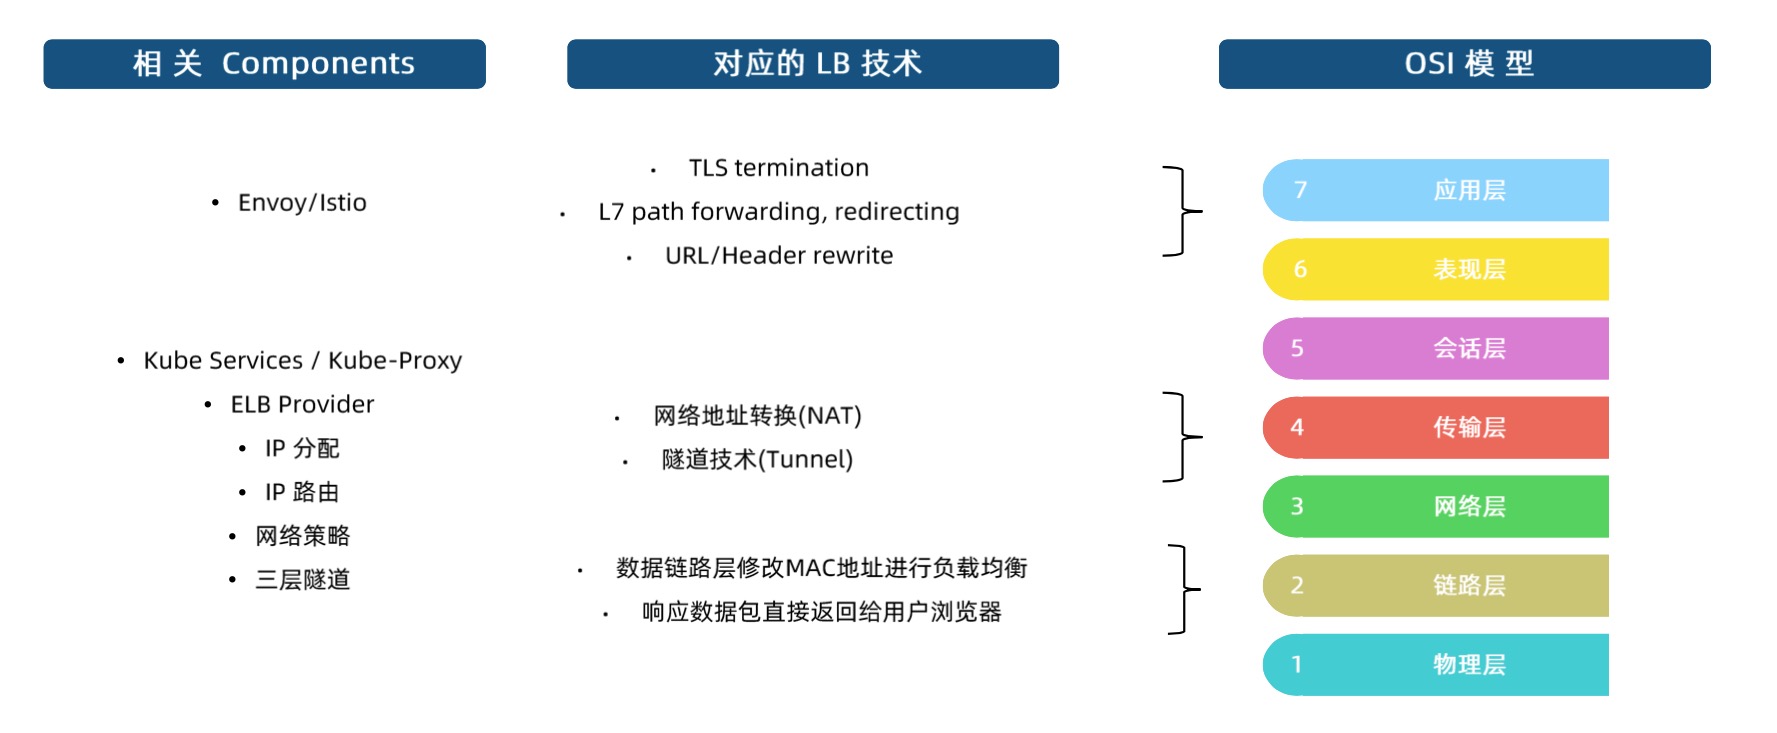 相 关 Components
• Envoy/Istio
• Kube Services / Kube-Proxy
• ELB Provider
• IP 分配
• IP 路由
• 网络策略
• 三层隧道
对应的 LB 技术
• TLS termination
• L7 path forwarding, redirecting
• URL/Header rewrite
• 网络地址转换(NAT)
• 隧道技术(Tunnel)
• 数据链路层修改MAC地址进行负载均衡
• 响应数据包直接返回给用户浏览器
OSI 模 型
7 应用层
6 表现层
5 会话层
4 传输层
3 网络层
2 链路层
1 物理层